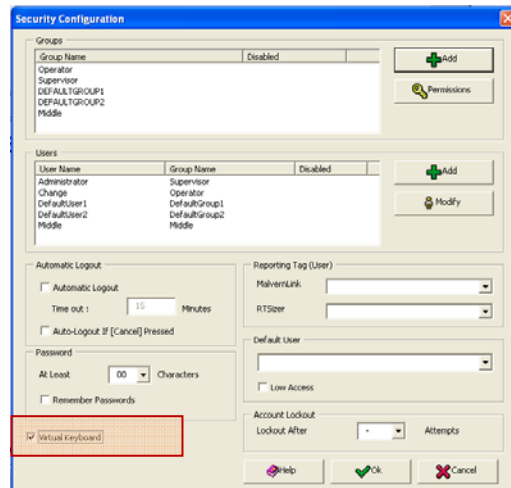 Security Configuration
Groups
Group Name Disabled
Operator
Supervisor
DEFAULTGROUP1
DEFAULTGROUP2
Middle
Add
Permissions
Users
User Name Group Name Disabled
Administrator Supervisor
Change Operator
DefaultUser1 DefaultGroup1
DefaultUser2 DefaultGroup2
Middle Middle
Add
Modify
Automatic Logout
Automatic Logout
Time out : 15 Minutes
Auto-Logout If [Cancel] Pressed
Reporting Tag (User)
MalvernLink
RTSizer
Password
At Least 00 Characters
Remember Passwords
Default User
Low Access
Virtual Keyboard
Account Lockout
Lockout After - Attempts
Help Ok Cancel